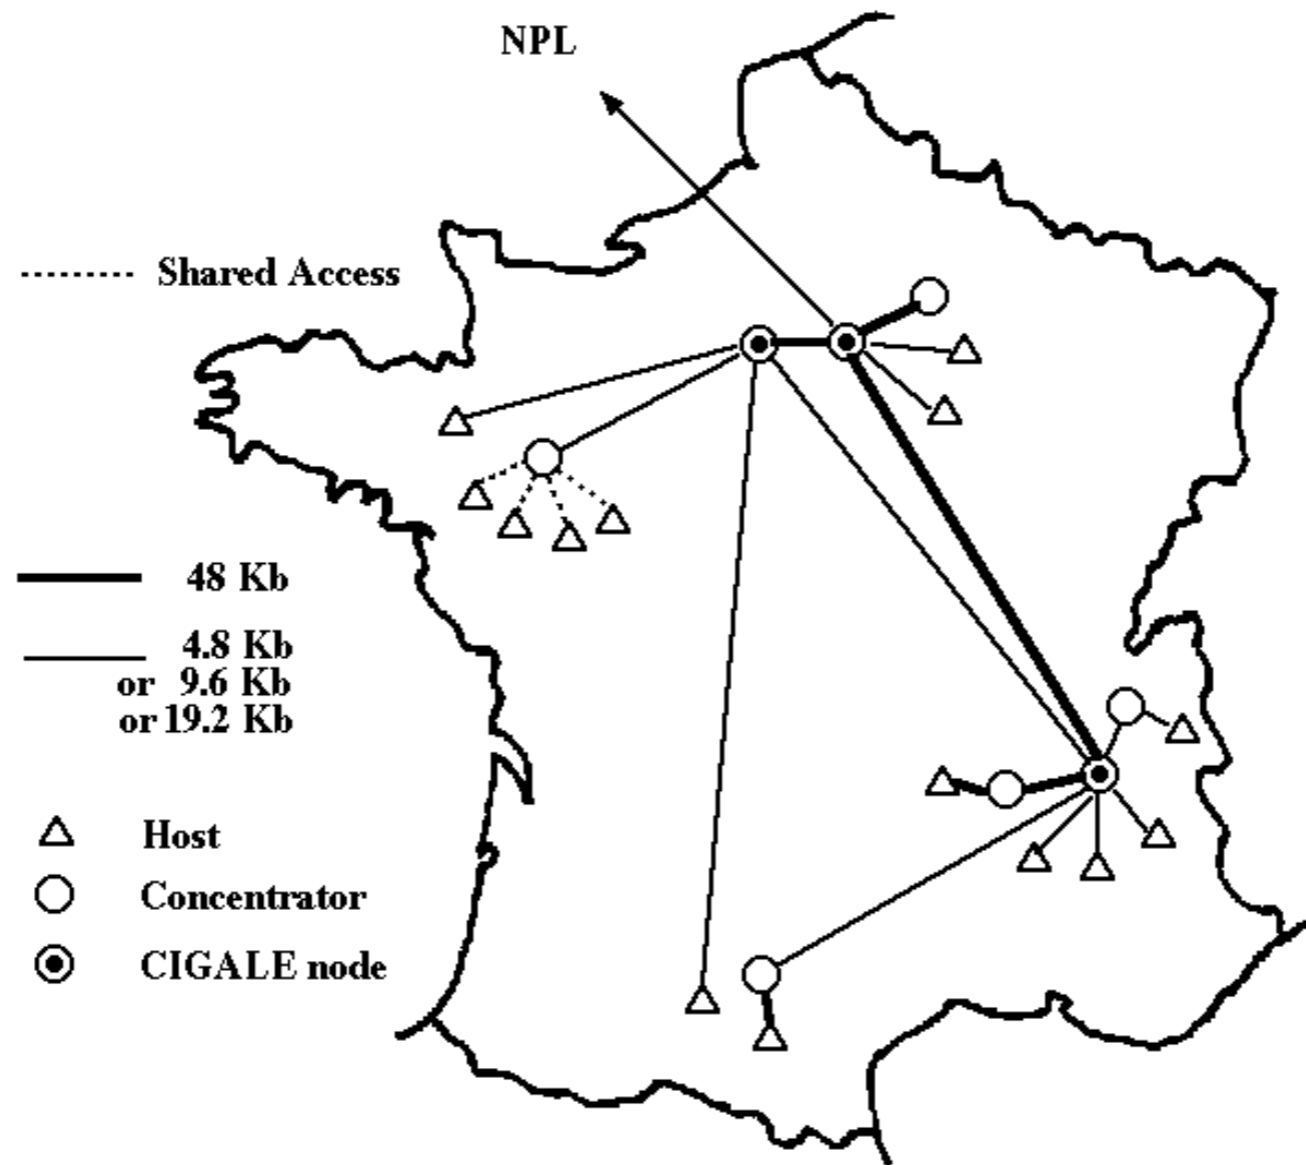 NPL
Shared Access
48 Kb
4.8 Kb
or 9.6 Kb
or 19.2 Kb
Host
Concentrator
CIGALE node